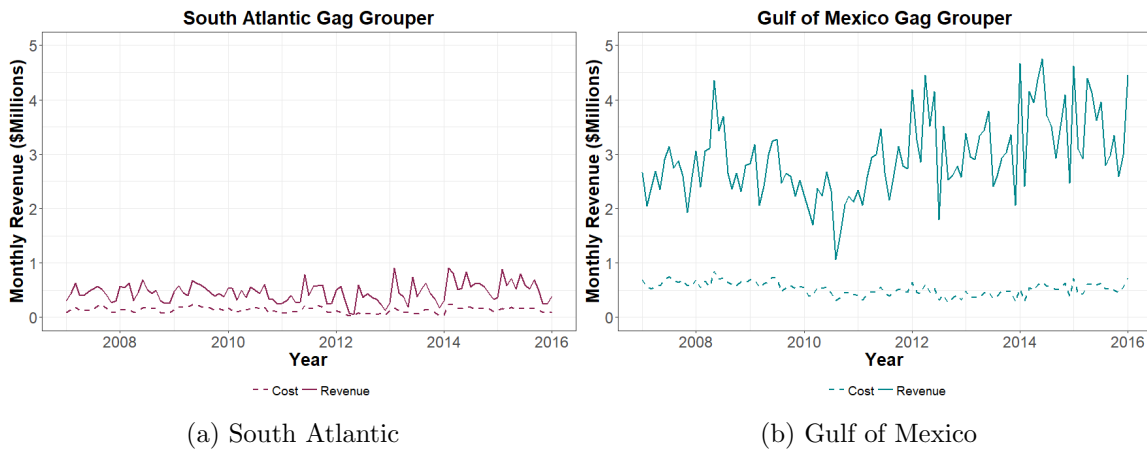 South Atlantic Gag Grouper
Monthly Revenue ($Millions)
5
4
3
2
1
0
2008 2010 2012 2014 2016
Year
Cost Revenue
(a) South Atlantic
Gulf of Mexico Gag Grouper
Monthly Revenue ($Millions)
5
4
3
2
1
0
2008 2010 2012 2014 2016
Year
Cost Revenue
(b) Gulf of Mexico